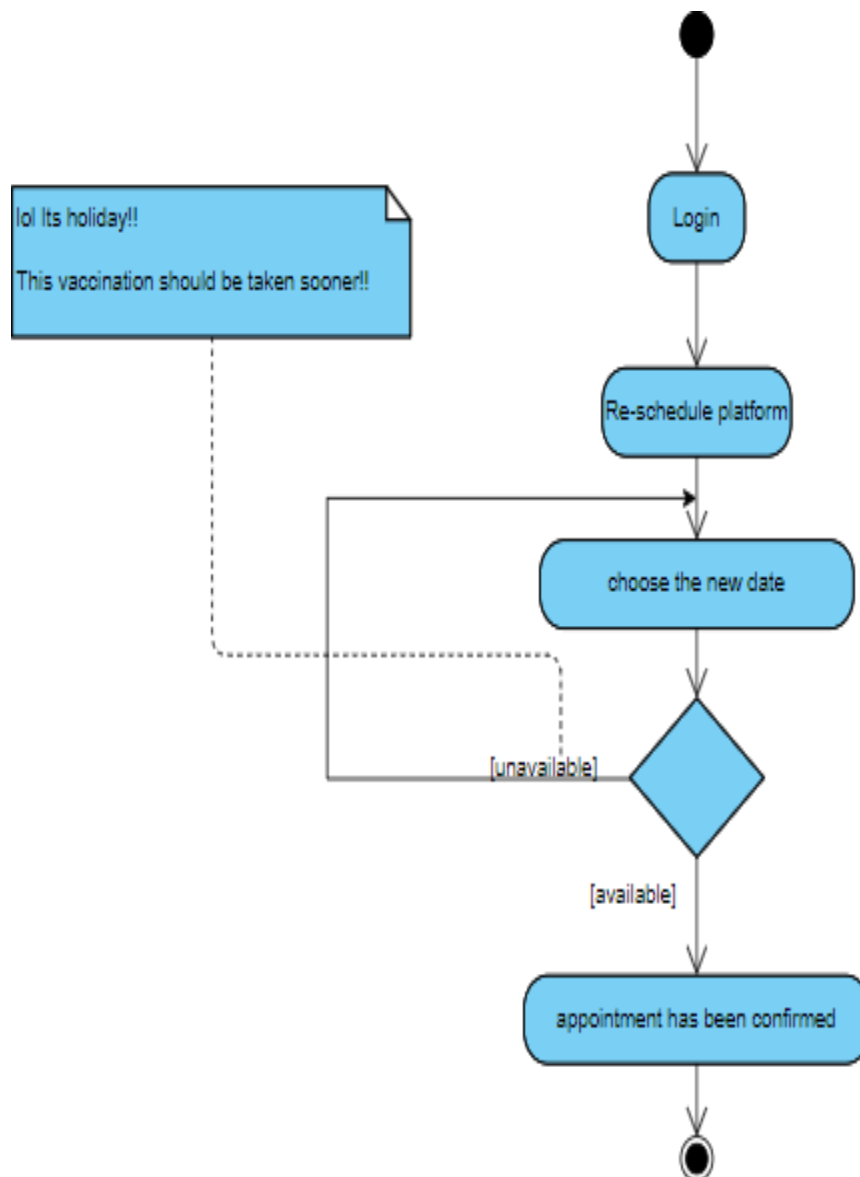 lol Its holiday!!
This vaccination should be taken sooner!!
Login
Re-schedule platform
choose the new date
[unavailable]
[available]
appointment has been confirmed